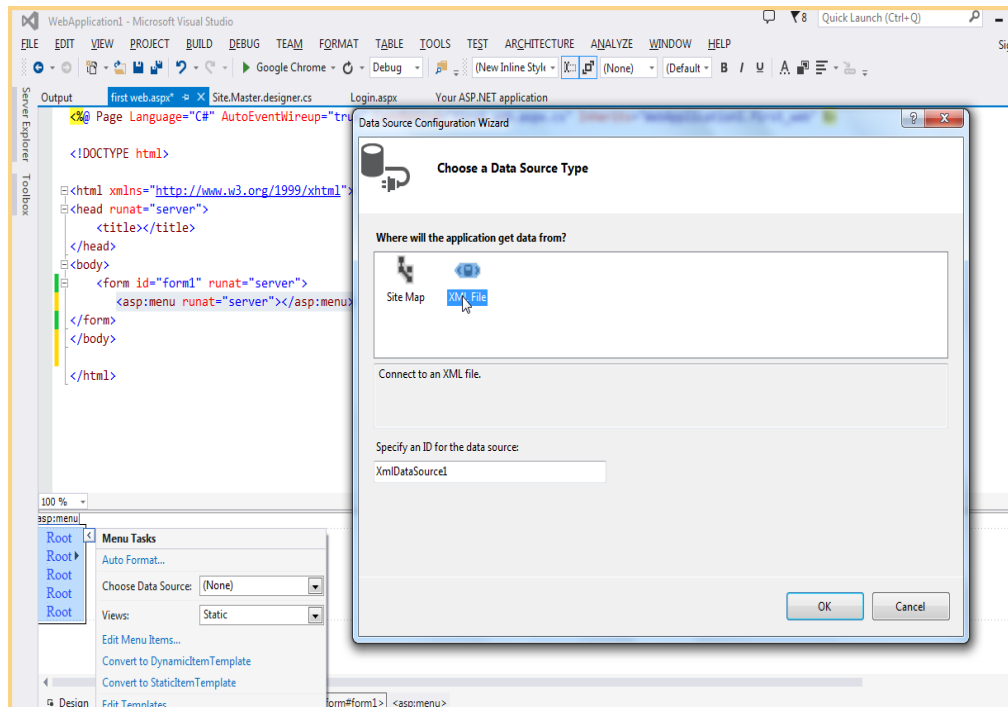 WebApplication1 - Microsoft Visual Studio
8
Quick Launch (Ctrl+Q)
FILE EDIT VIEW PROJECT BUILD DEBUG TEAM FORMAT TABLE TOOLS TEST ARCHITECTURE ANALYZE WINDOW HELP
Google Chrome Debug (New Inline Style (None) (Default B I U A
Server Explorer
Toolbox
Output first web.aspx* Site.Master.designer.cs Login.aspx Your ASP.NET application
<%@ Page Language="C#" AutoEventWireup="tru
<!DOCTYPE html>
<html xmlns="http://www.w3.org/1999/xhtml">
<head runat="server">
<title></title>
</head>
<body>
<form id="form1" runat="server">
<asp:menu runat="server"></asp:menu>
</form>
</body>
</html>
100 %
asp:menu
Root
Root
Root
Root
Root
Menu Tasks
Auto Format...
Choose Data Source: (None)
Views: Static
Edit Menu Items...
Convert to DynamicItemTemplate
Convert to StaticItemTemplate
Edit Templates
Design
form#form1> <asp:menu>
Data Source Configuration Wizard
Choose a Data Source Type
Where will the application get data from?
Site Map XML File
Connect to an XML file.
Specify an ID for the data source:
XmlDataSource1
OK Cancel